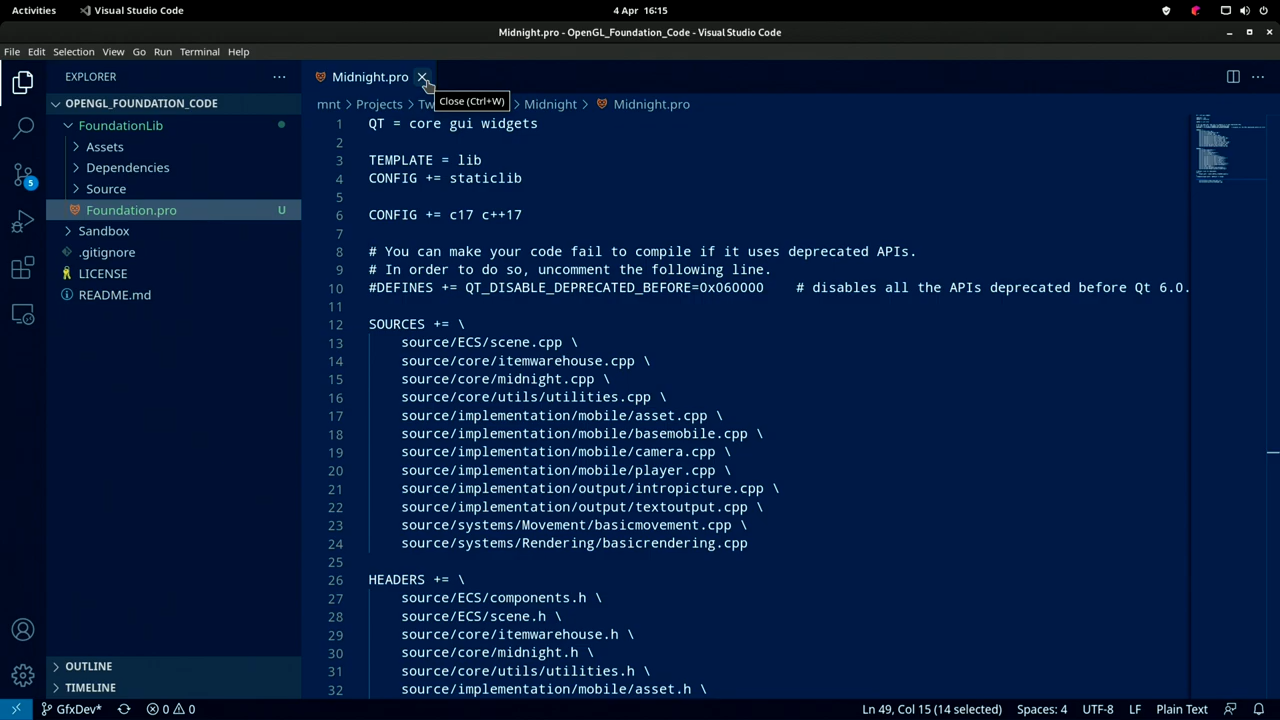 Activities
Visual Studio Code
4 Apr 16:15
Midnight.pro - OpenGL_Foundation_Code - Visual Studio Code
File Edit Selection View Go Run Terminal Help
EXPLORER
OPENGL_FOUNDATION_CODE
FoundationLib
Assets
Dependencies
Source
Foundation.pro U
Sandbox
.gitignore
LICENSE
README.md
OUTLINE
TIMELINE
5
Midnight.pro
Close (Ctrl+W)
mnt > Projects > Tw > Midnight > Midnight.pro
1 QT = core gui widgets
2
3 TEMPLATE = lib
4 CONFIG += staticlib
5
6 CONFIG += c17 c++17
7
8 # You can make your code fail to compile if it uses deprecated APIs.
9 # In order to do so, uncomment the following line.
10 #DEFINES += QT_DISABLE_DEPRECATED_BEFORE=0x060000    # disables all the APIs deprecated before Qt 6.0.
11
12 SOURCES += \
13 source/ECS/scene.cpp \
14 source/core/itemwarehouse.cpp \
15 source/core/midnight.cpp \
16 source/core/utils/utilities.cpp \
17 source/implementation/mobile/asset.cpp \
18 source/implementation/mobile/basemobile.cpp \
19 source/implementation/mobile/camera.cpp \
20 source/implementation/mobile/player.cpp \
21 source/implementation/output/intropicture.cpp \
22 source/implementation/output/textoutput.cpp \
23 source/systems/Movement/basicmovement.cpp \
24 source/systems/Rendering/basicrendering.cpp
25
26 HEADERS += \
27 source/ECS/components.h \
28 source/ECS/scene.h \
29 source/core/itemwarehouse.h \
30 source/core/midnight.h \
31 source/core/utils/utilities.h \
32 source/implementation/mobile/asset.h \
GfxDev* 0 0 Ln 49, Col 15 (14 selected) Spaces: 4 UTF-8 LF Plain Text